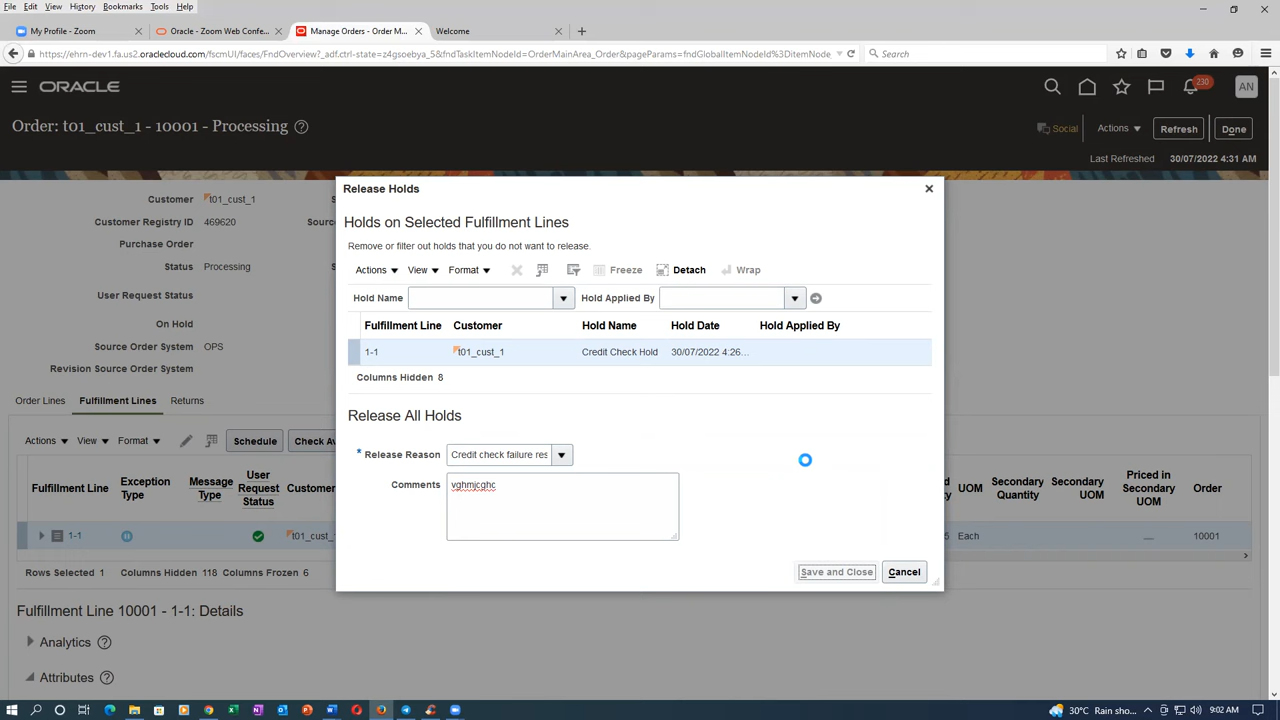 File Edit View History Bookmarks Tools Help
My Profile - Zoom
Oracle - Zoom Web Confe...
Manage Orders - Order M...
Welcome
https://ehrn-dev1.fa.us2.oraclecloud.com/fscmUI/faces/FndOverview?_adf.ctrl-state=z4gsoebya_5&fndTaskItemNodeId=OrderMainArea_Order&pageParams=fndGlobalItemNodeId%3DitemNode
Search
ORACLE
230
AN
Order: t01_cust_1 - 10001 - Processing
Social
Actions
Refresh
Done
Last Refreshed 30/07/2022 4:31 AM
Customer t01_cust_1
Customer Registry ID 469620
Purchase Order
Status Processing
User Request Status
On Hold
Source Order System OPS
Revision Source Order System
Order Lines Fulfillment Lines Returns
Actions View Format Schedule
Fulfillment Line
Exception Type
Message Type
User Request Status
Customer
UOM
Secondary Quantity
Secondary UOM
Priced in Secondary UOM
Order
1-1
t01_cust_
Each
—
10001
Rows Selected 1 Columns Hidden 118 Columns Frozen 6
Fulfillment Line 10001 - 1-1: Details
Analytics
Attributes
Release Holds
Holds on Selected Fulfillment Lines
Remove or filter out holds that you do not want to release.
Actions View Format Freeze Detach Wrap
Hold Name
Hold Applied By
Fulfillment Line Customer Hold Name Hold Date Hold Applied By
1-1 t01_cust_1 Credit Check Hold 30/07/2022 4:26...
Columns Hidden 8
Release All Holds
* Release Reason Credit check failure res
Comments vghmjcghc
Save and Close
Cancel
30°C Rain sho...
9:02 AM